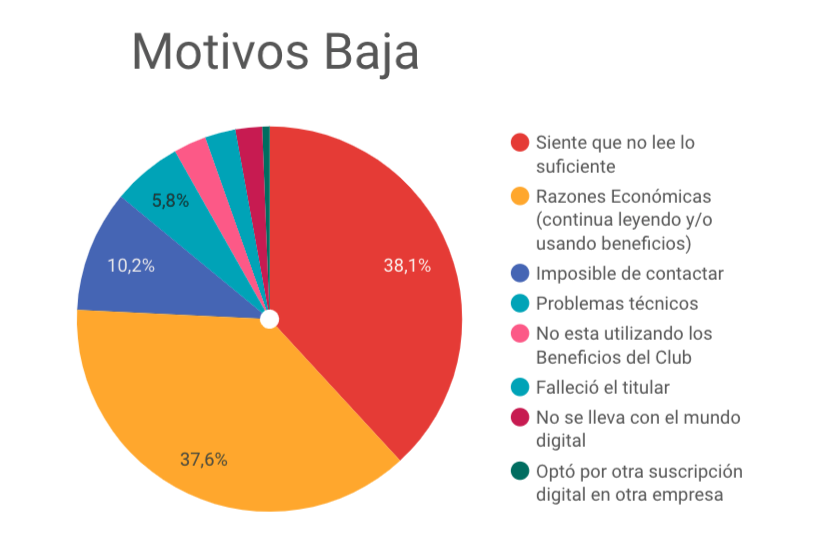 Motivos Baja
5,8%
10,2%
38,1%
37,6%
Siente que no lee lo
suficiente
Razones Económicas
(continua leyendo y/o
usando beneficios)
Imposible de contactar
Problemas técnicos
No esta utilizando los
Beneficios del Club
Falleció el titular
No se lleva con el mundo
digital
Optó por otra suscripción
digital en otra empresa